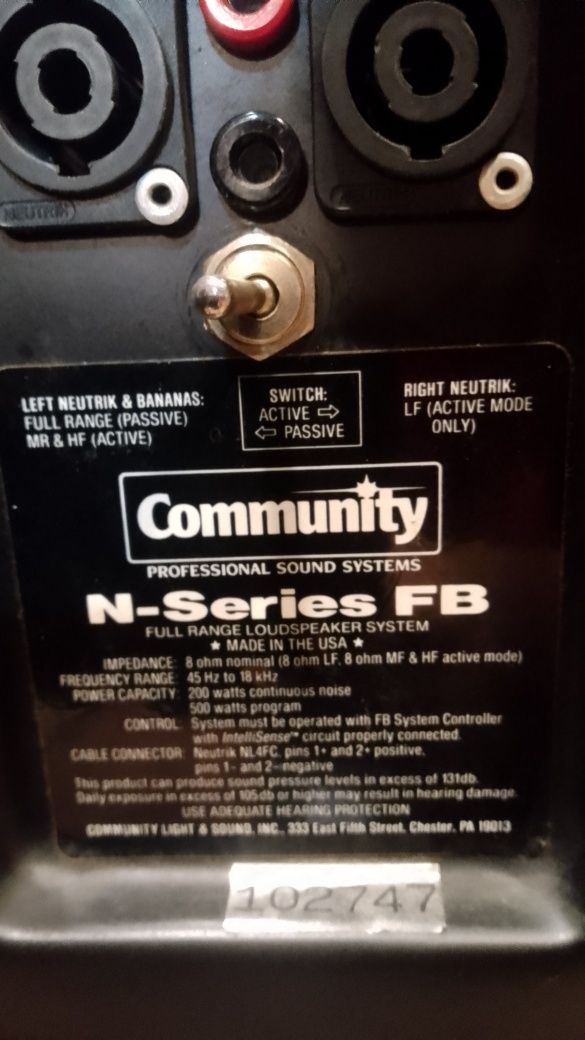 NEUTRIK
LEFT NEUTRIK & BANANAS:
FULL RANGE (PASSIVE)
MR & HF (ACTIVE)
SWITCH:
ACTIVE ⇨
⇦ PASSIVE
RIGHT NEUTRIK:
LF (ACTIVE MODE
ONLY)
Community
PROFESSIONAL SOUND SYSTEMS
N-Series FB
FULL RANGE LOUDSPEAKER SYSTEM
★ MADE IN THE USA ★
IMPEDANCE: 8 ohm nominal (8 ohm LF, 8 ohm MF & HF active mode)
FREQUENCY RANGE: 45 Hz to 18 kHz
POWER CAPACITY: 200 watts continuous noise
500 watts program
CONTROL: System must be operated with FB System Controller
with IntelliSense™ circuit properly connected.
CABLE CONNECTOR: Neutrik NL4FC, pins 1+ and 2+ positive,
pins 1- and 2- negative
This product can produce sound pressure levels in excess of 131db.
Daily exposure in excess of 105db or higher may result in hearing damage.
USE ADEQUATE HEARING PROTECTION
COMMUNITY LIGHT & SOUND, INC., 333 East Fifth Street, Chester, PA 19013
102747